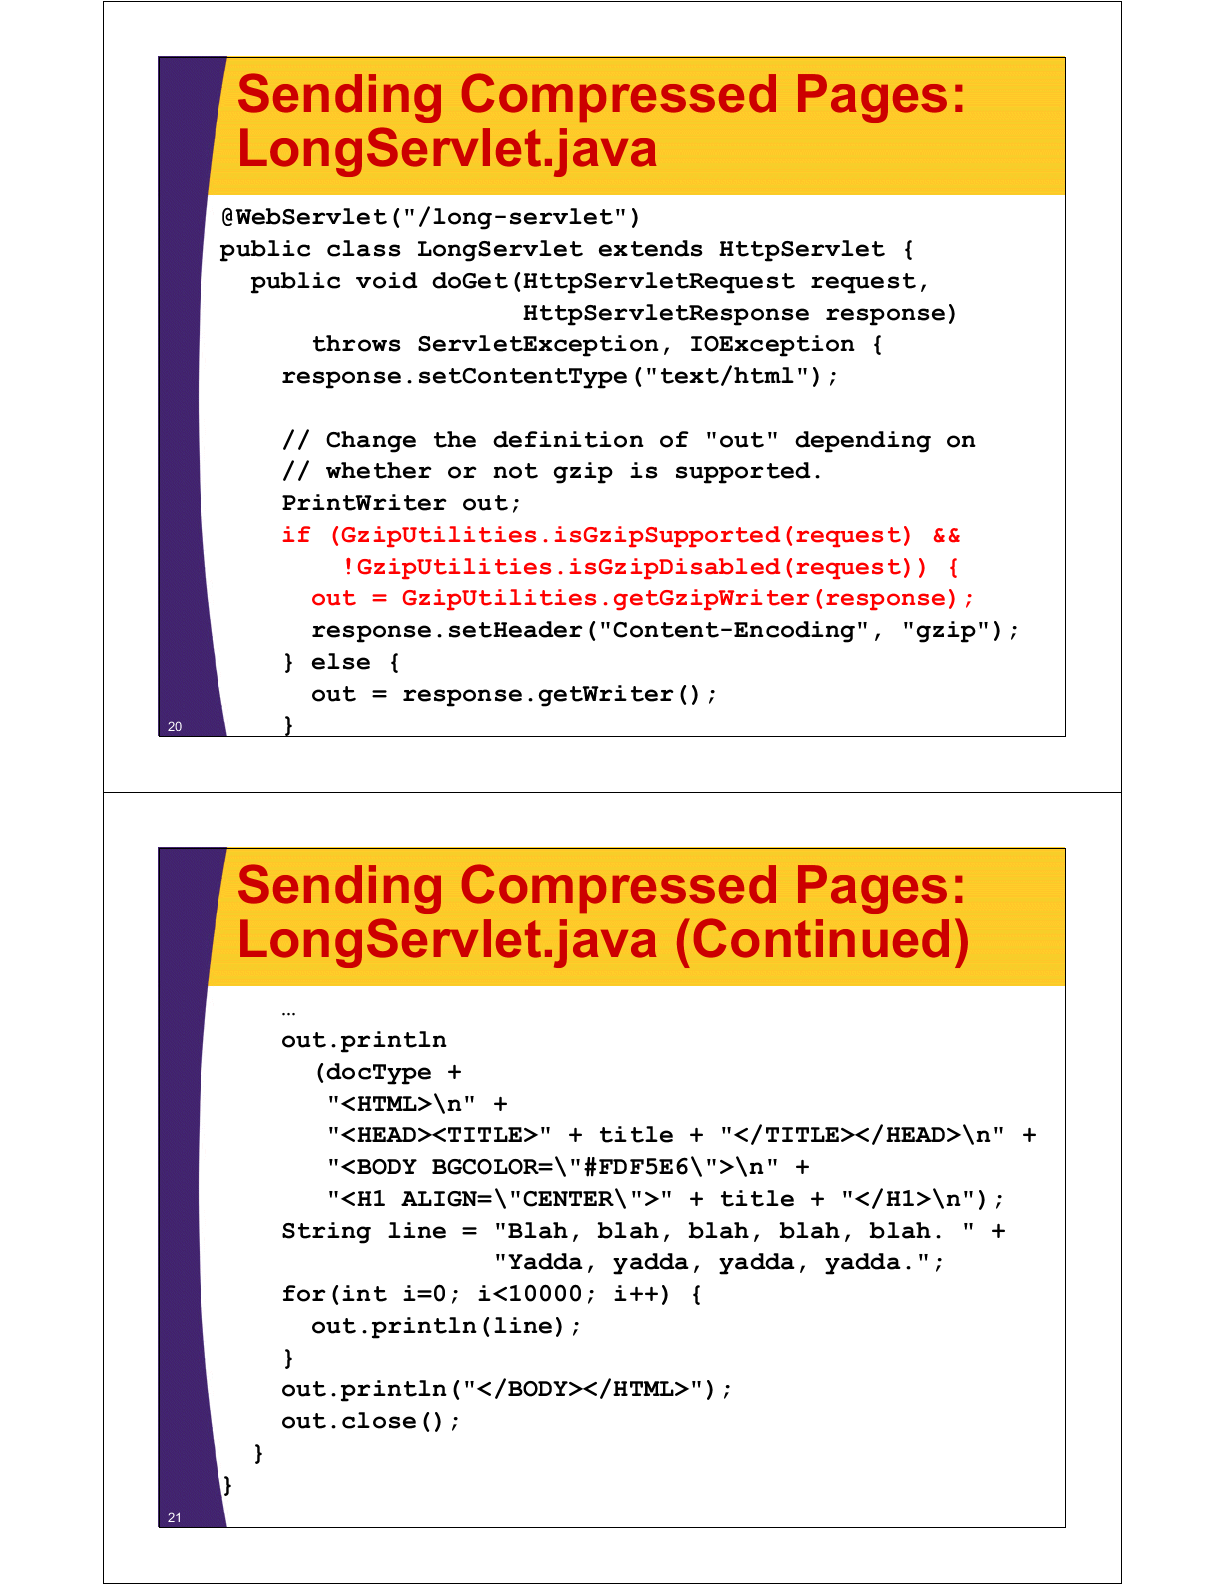 Sending Compressed Pages:
LongServlet.java
@WebServlet("/long-servlet")
public class LongServlet extends HttpServlet {
  public void doGet(HttpServletRequest request,
                    HttpServletResponse response)
      throws ServletException, IOException {
    response.setContentType("text/html");

    // Change the definition of "out" depending on
    // whether or not gzip is supported.
    PrintWriter out;
    if (GzipUtilities.isGzipSupported(request) &&
        !GzipUtilities.isGzipDisabled(request)) {
      out = GzipUtilities.getGzipWriter(response);
      response.setHeader("Content-Encoding", "gzip");
    } else {
      out = response.getWriter();
    }
20
Sending Compressed Pages:
LongServlet.java (Continued)
    …
    out.println
      (docType +
       "<HTML>\n" +
       "<HEAD><TITLE>" + title + "</TITLE></HEAD>\n" +
       "<BODY BGCOLOR=\"#FDF5E6\">\n" +
       "<H1 ALIGN=\"CENTER\">" + title + "</H1>\n");
    String line = "Blah, blah, blah, blah, blah. " +
                  "Yadda, yadda, yadda, yadda.";
    for(int i=0; i<10000; i++) {
      out.println(line);
    }
    out.println("</BODY></HTML>");
    out.close();
  }
}
21